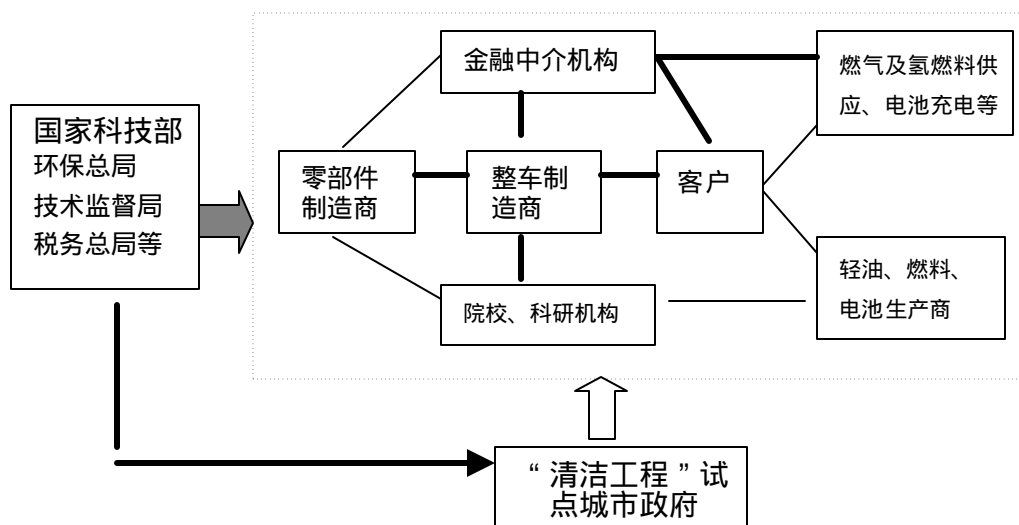 金融中介机构
燃气及氢燃料供
应、电池充电等
国家科技部
环保总局
技术监督局
税务总局等
零部件
制造商
整车制
造商
客户
院校、科研机构
轻油、燃料、
电池生产商
“清洁工程”试
点城市政府